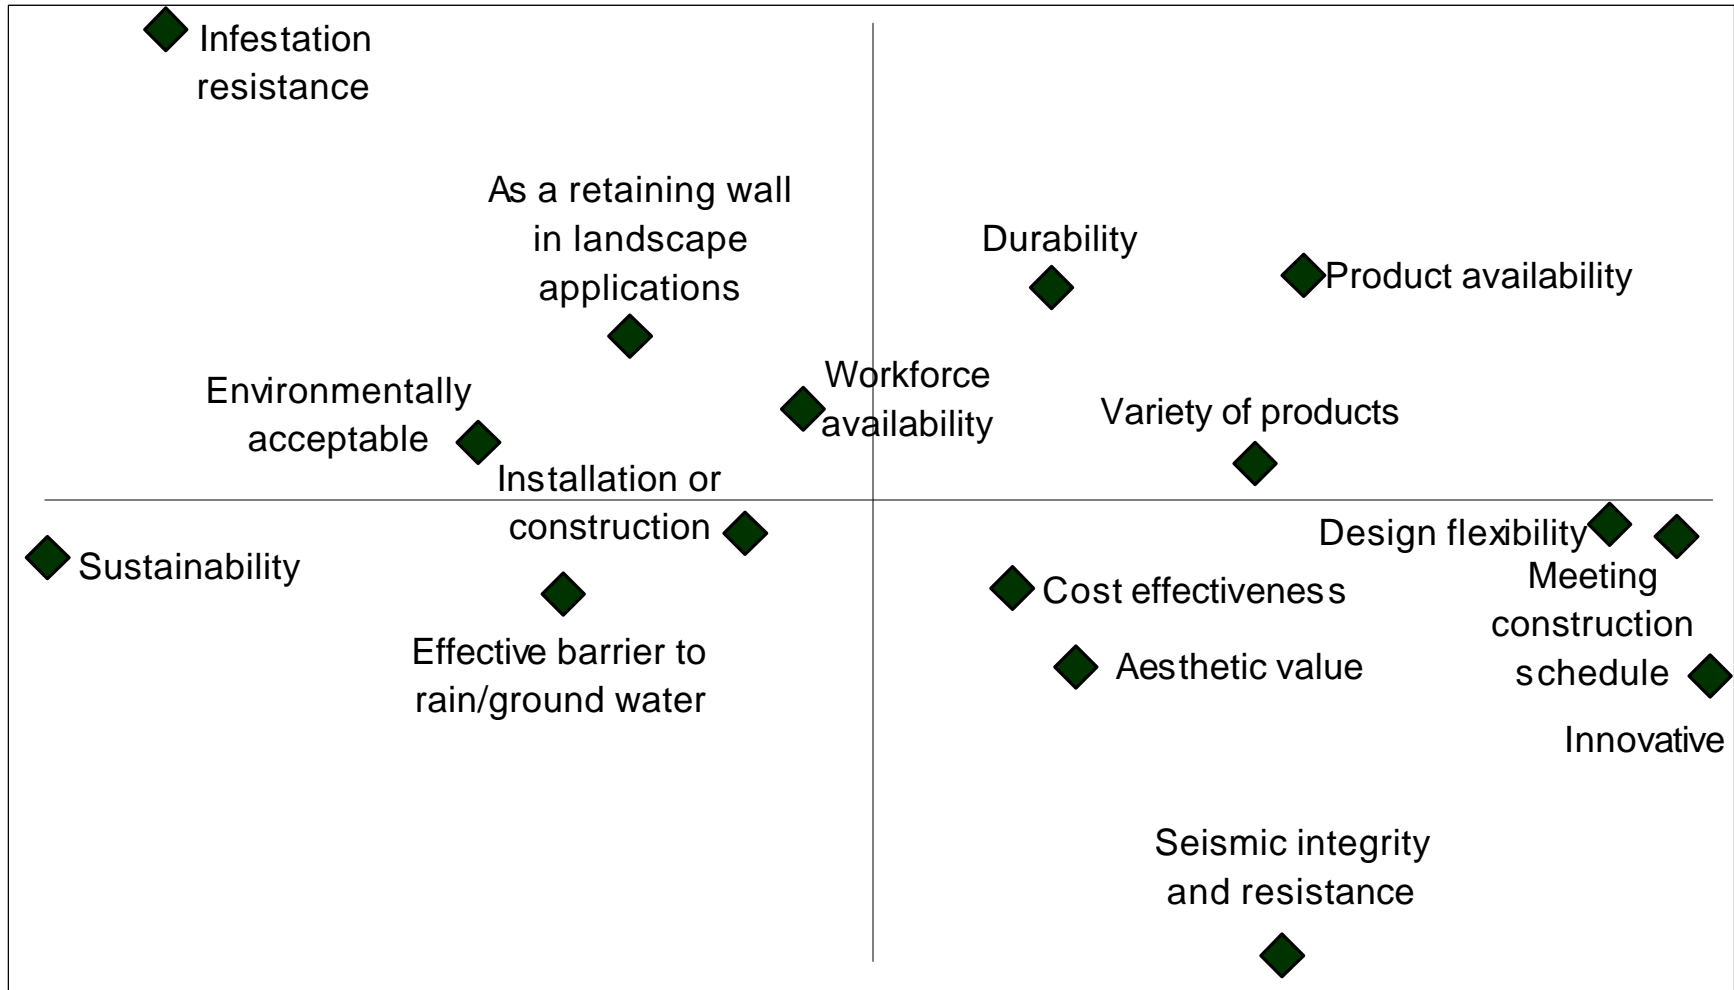 Infestation
resistance
As a retaining wall
in landscape
applications
Durability
Product availability
Workforce
availability
Environmentally
acceptable
Variety of products
Installation or
construction
Design flexibility
Sustainability
Meeting
construction
schedule
Cost effectiveness
Effective barrier to
rain/ground water
Aesthetic value
Innovative
Seismic integrity
and resistance